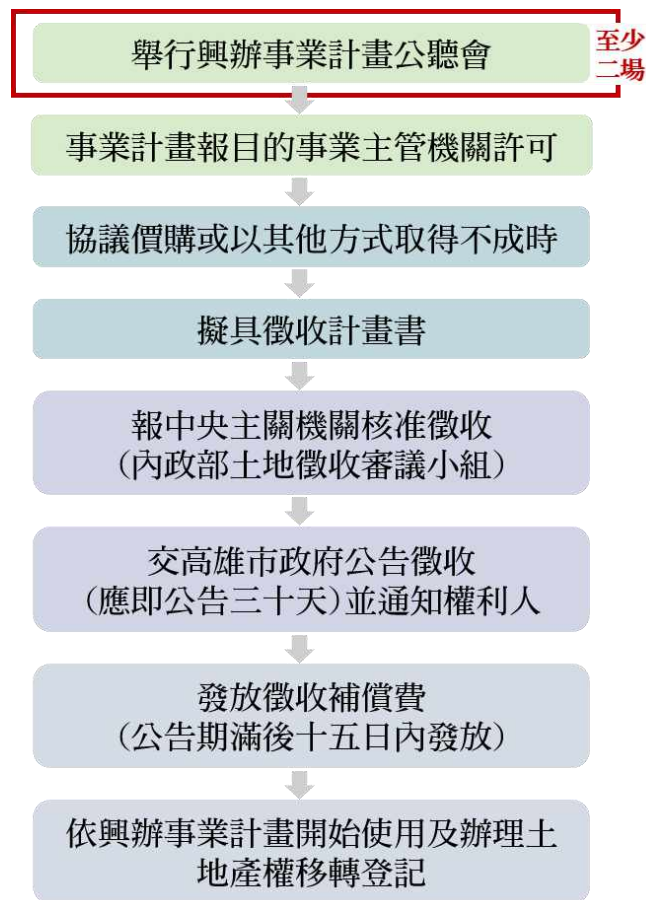 舉行興辦事業計畫公聽會
至少
二場
事業計畫報目的事業主管機關許可
協議價購或以其他方式取得不成時
擬具徵收計畫書
報中央主關機關核准徵收
(內政部土地徵收審議小組)
交高雄市政府公告徵收
(應即公告三十天)並通知權利人
發放徵收補償費
(公告期滿後十五日內發放)
依興辦事業計畫開始使用及辦理土
地產權移轉登記